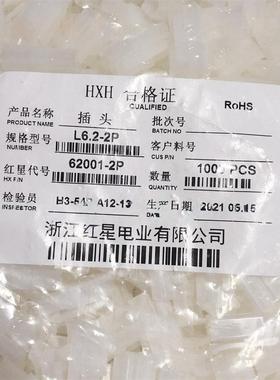 HXH 合格证
QUALIFIED
RoHS
产品名称 插头 批次号
PRODUCT NAME BATCH NO
规格型号 L6.2-2P 客户料号
NUMBER CUS P/N
红星代号 62001-2P 数量 1000 PCS
HX P/N QUANTITY
检验员 A12-13 生产日期 2021
INSPECTOR DATE
浙江红星电业有限公司